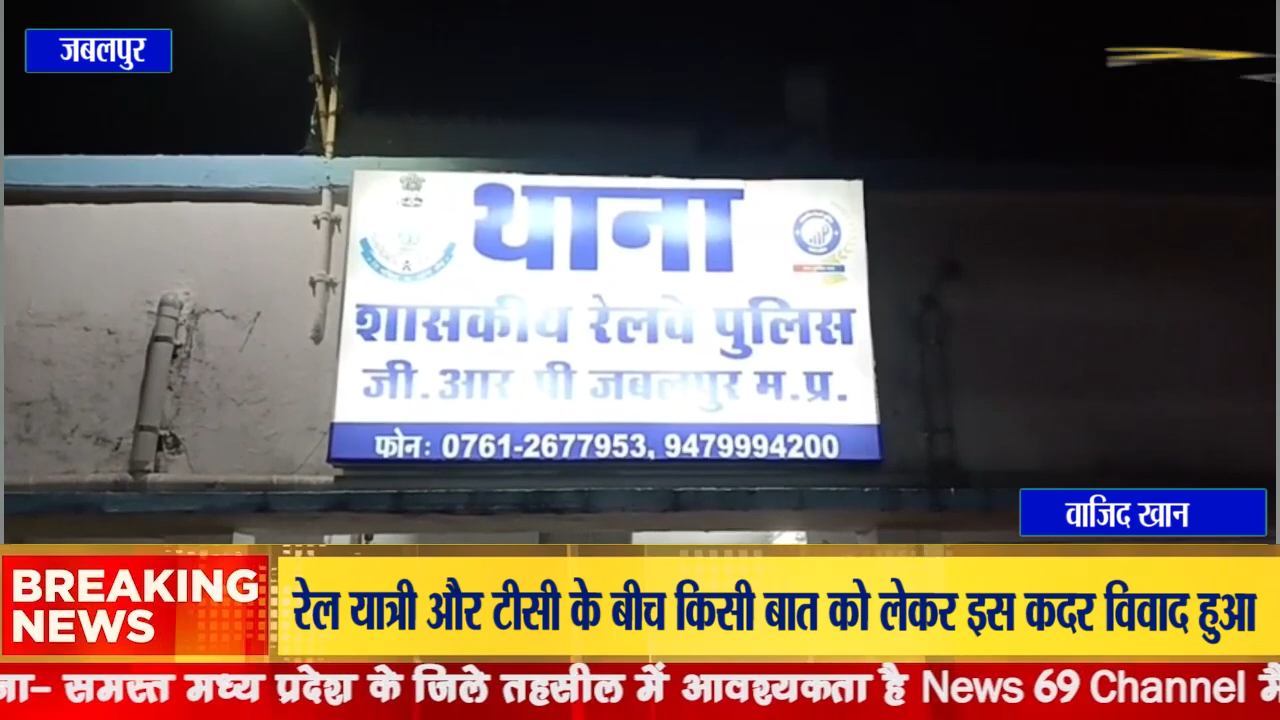 जबलपुर
थाना
शासकीय रेलवे पुलिस
जी.आर पी जबलपुर म.प्र.
फोन: 0761-2677953, 9479994200
वाजिद खान
BREAKING
NEWS
रेल यात्री और टीसी के बीच किसी बात को लेकर इस कदर विवाद हुआ
ना- समस्त मध्य प्रदेश के जिले तहसील में आवश्यकता है News 69 Channel मै